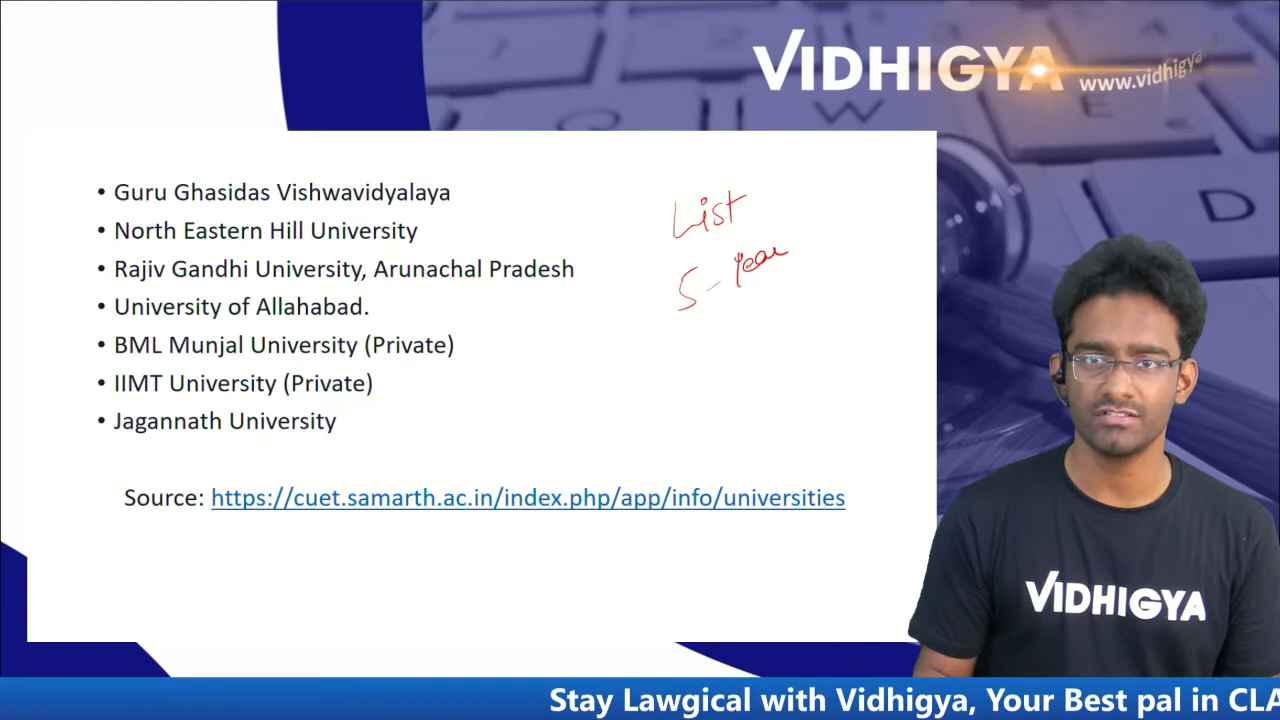 VIDHIGYA
www.vidhigya.
• Guru Ghasidas Vishwavidyalaya
• North Eastern Hill University
• Rajiv Gandhi University, Arunachal Pradesh
• University of Allahabad.
• BML Munjal University (Private)
• IIMT University (Private)
• Jagannath University
List
5-Year
Source: https://cuet.samarth.ac.in/index.php/app/info/universities
W
E
D
VIDHIGYA
Stay Lawgical with Vidhigya, Your Best pal in CLA